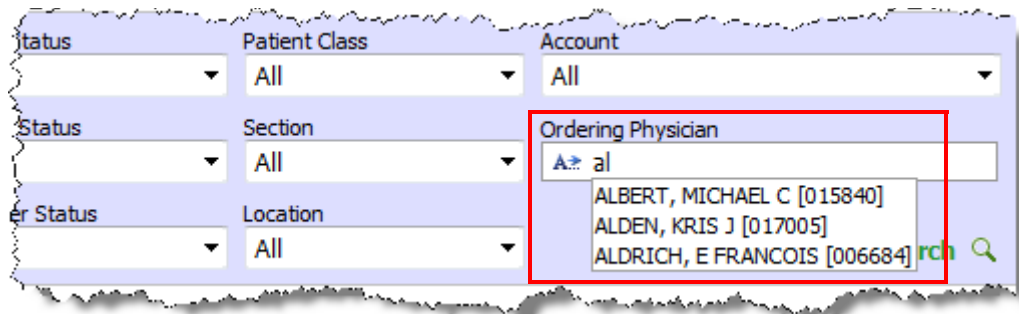 tatus Patient Class Account
All All
Status Section Ordering Physician
All A al
ALBERT, MICHAEL C [015840]
er Status Location ALDEN, KRIS J [017005]
All ALDRICH, E FRANCOIS [006684] rch